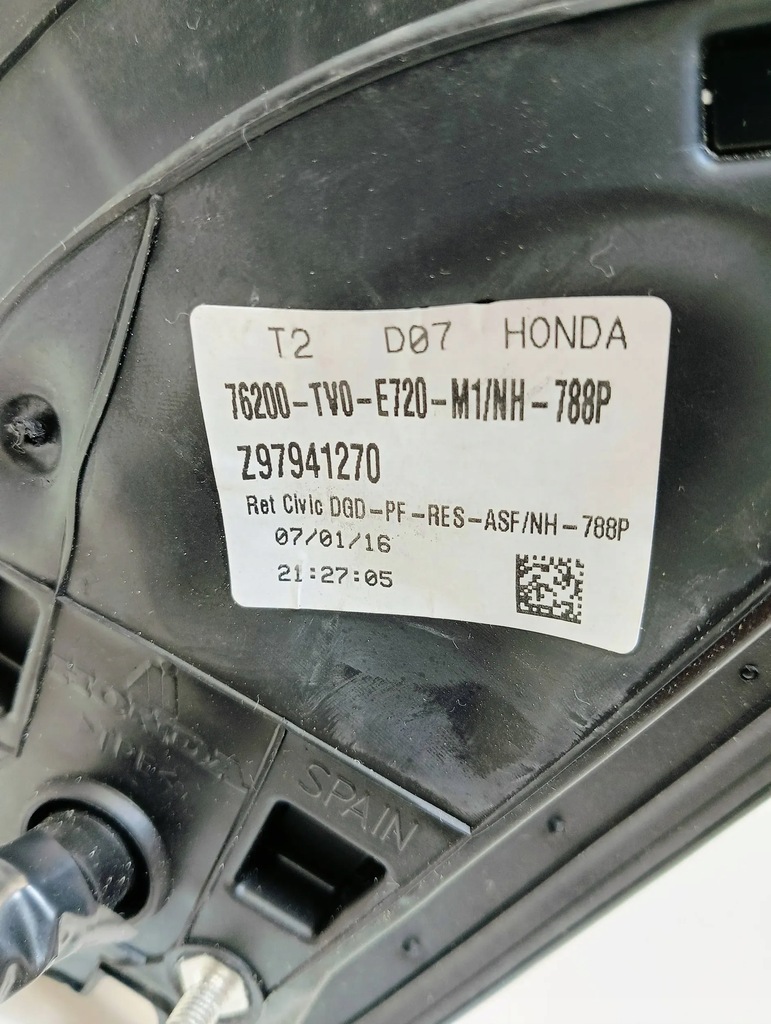 T2 D07 HONDA
76200-TV0-E720-M1/NH-788P
Z97941270
Ret Civic DGD-PF-RES-ASF/NH-788P
07/01/16
21:27:05
HONDA
SPAIN